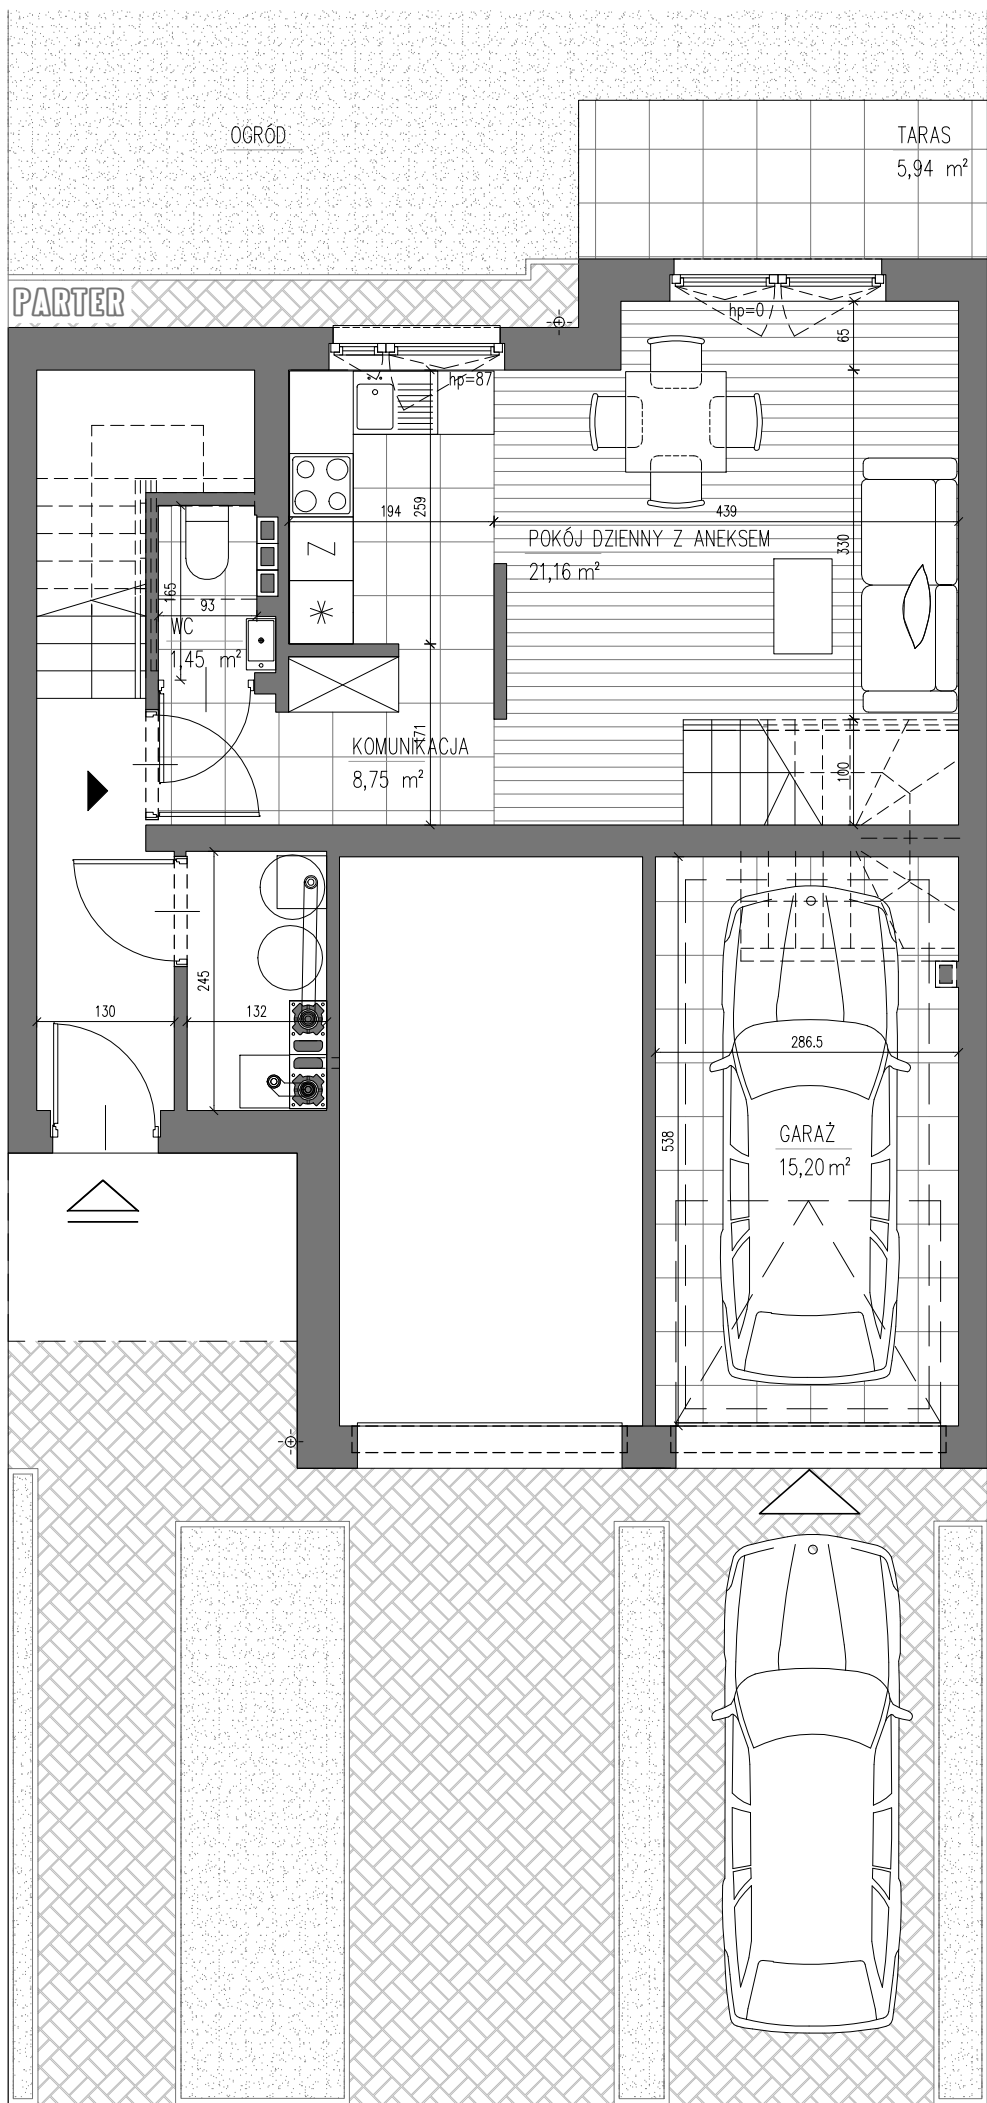 OGRÓD
TARAS
5,94 m²
PARTER
hp=0
65
hp=87
194
259
439
POKÓJ DZIENNY Z ANEKSEM
330
21,16 m²
Z
165
93
WC
1,45 m²
171
KOMUNIKACJA
8,75 m²
100
245
130
132
286.5
538
GARAŻ
15,20 m²